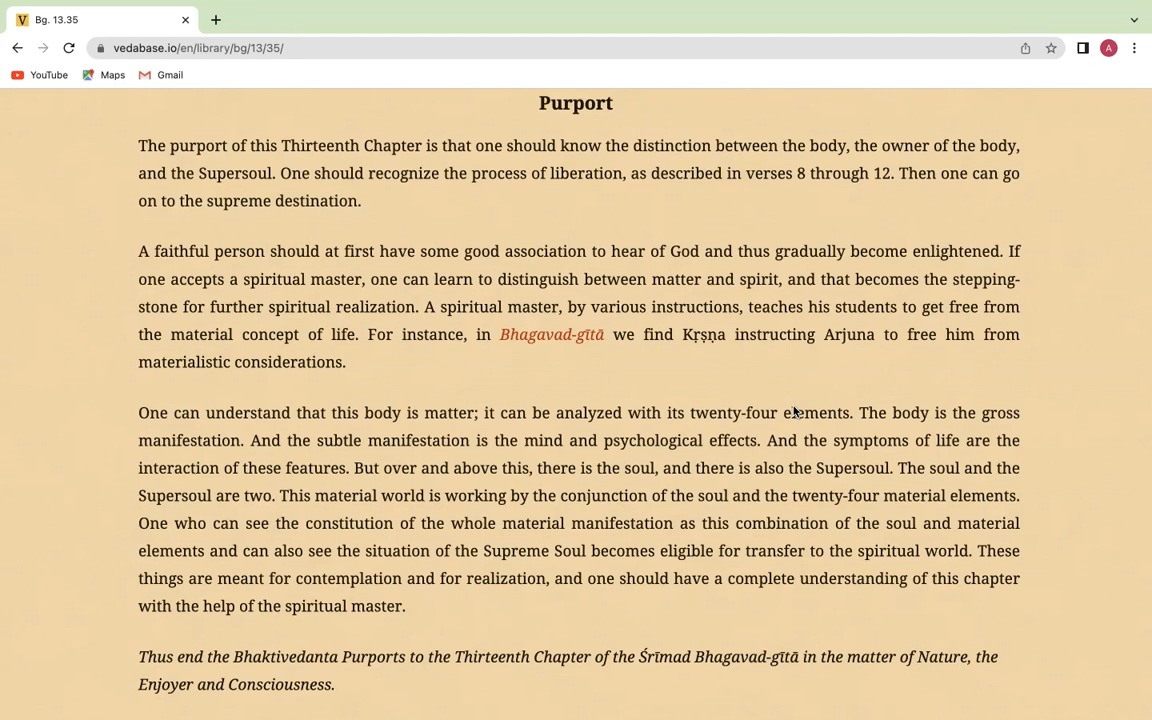 V Bg. 13.35
vedabase.io/en/library/bg/13/35/
A
YouTube Maps Gmail
Purport
The purport of this Thirteenth Chapter is that one should know the distinction between the body, the owner of the body,
and the Supersoul. One should recognize the process of liberation, as described in verses 8 through 12. Then one can go
on to the supreme destination.
A faithful person should at first have some good association to hear of God and thus gradually become enlightened. If
one accepts a spiritual master, one can learn to distinguish between matter and spirit, and that becomes the stepping-
stone for further spiritual realization. A spiritual master, by various instructions, teaches his students to get free from
the material concept of life. For instance, in Bhagavad-gītā we find Kṛṣṇa instructing Arjuna to free him from
materialistic considerations.
One can understand that this body is matter; it can be analyzed with its twenty-four elements. The body is the gross
manifestation. And the subtle manifestation is the mind and psychological effects. And the symptoms of life are the
interaction of these features. But over and above this, there is the soul, and there is also the Supersoul. The soul and the
Supersoul are two. This material world is working by the conjunction of the soul and the twenty-four material elements.
One who can see the constitution of the whole material manifestation as this combination of the soul and material
elements and can also see the situation of the Supreme Soul becomes eligible for transfer to the spiritual world. These
things are meant for contemplation and for realization, and one should have a complete understanding of this chapter
with the help of the spiritual master.
Thus end the Bhaktivedanta Purports to the Thirteenth Chapter of the Śrīmad Bhagavad-gītā in the matter of Nature, the
Enjoyer and Consciousness.